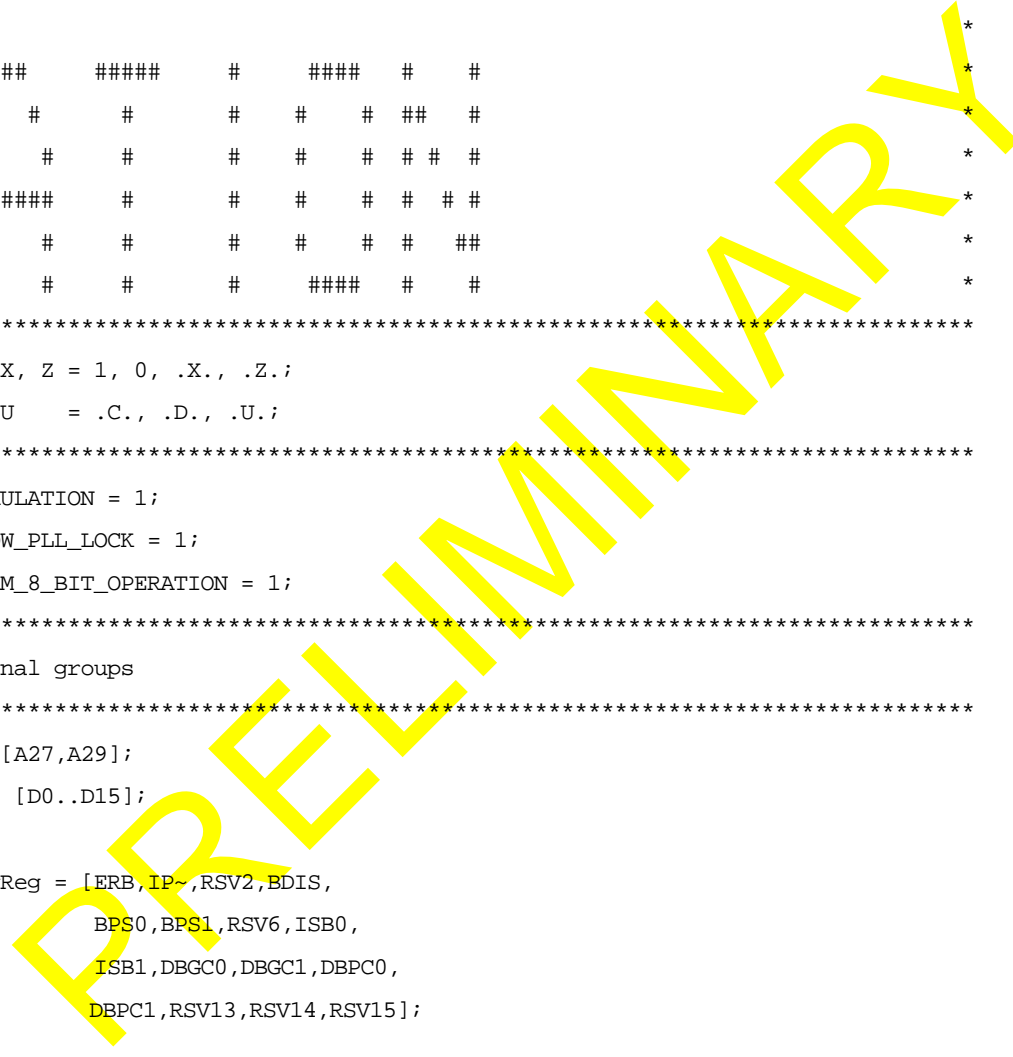 *
##     #####     #     ####   #    #                                    *
  #      #       #    #    #  ##   #                                    *
   #     #       #    #    #  # #  #                                    *
####     #       #    #    #  #  # #                                    *
   #     #       #    #    #  #   ##                                    *
   #     #       #     ####   #    #                                    *
*************************************************************************
X, Z = 1, 0, .X., .Z.;
U    = .C., .D., .U.;
*************************************************************************
ULATION = 1;
W_PLL_LOCK = 1;
M_8_BIT_OPERATION = 1;
*************************************************************************
nal groups
*************************************************************************
[A27,A29];
[D0..D15];
Reg = [ERB,IP~,RSV2,BDIS,
BPS0,BPS1,RSV6,ISB0,
ISB1,DBGC0,DBGC1,DBPC0,
DBPC1,RSV13,RSV14,RSV15];
PRELIMINARY